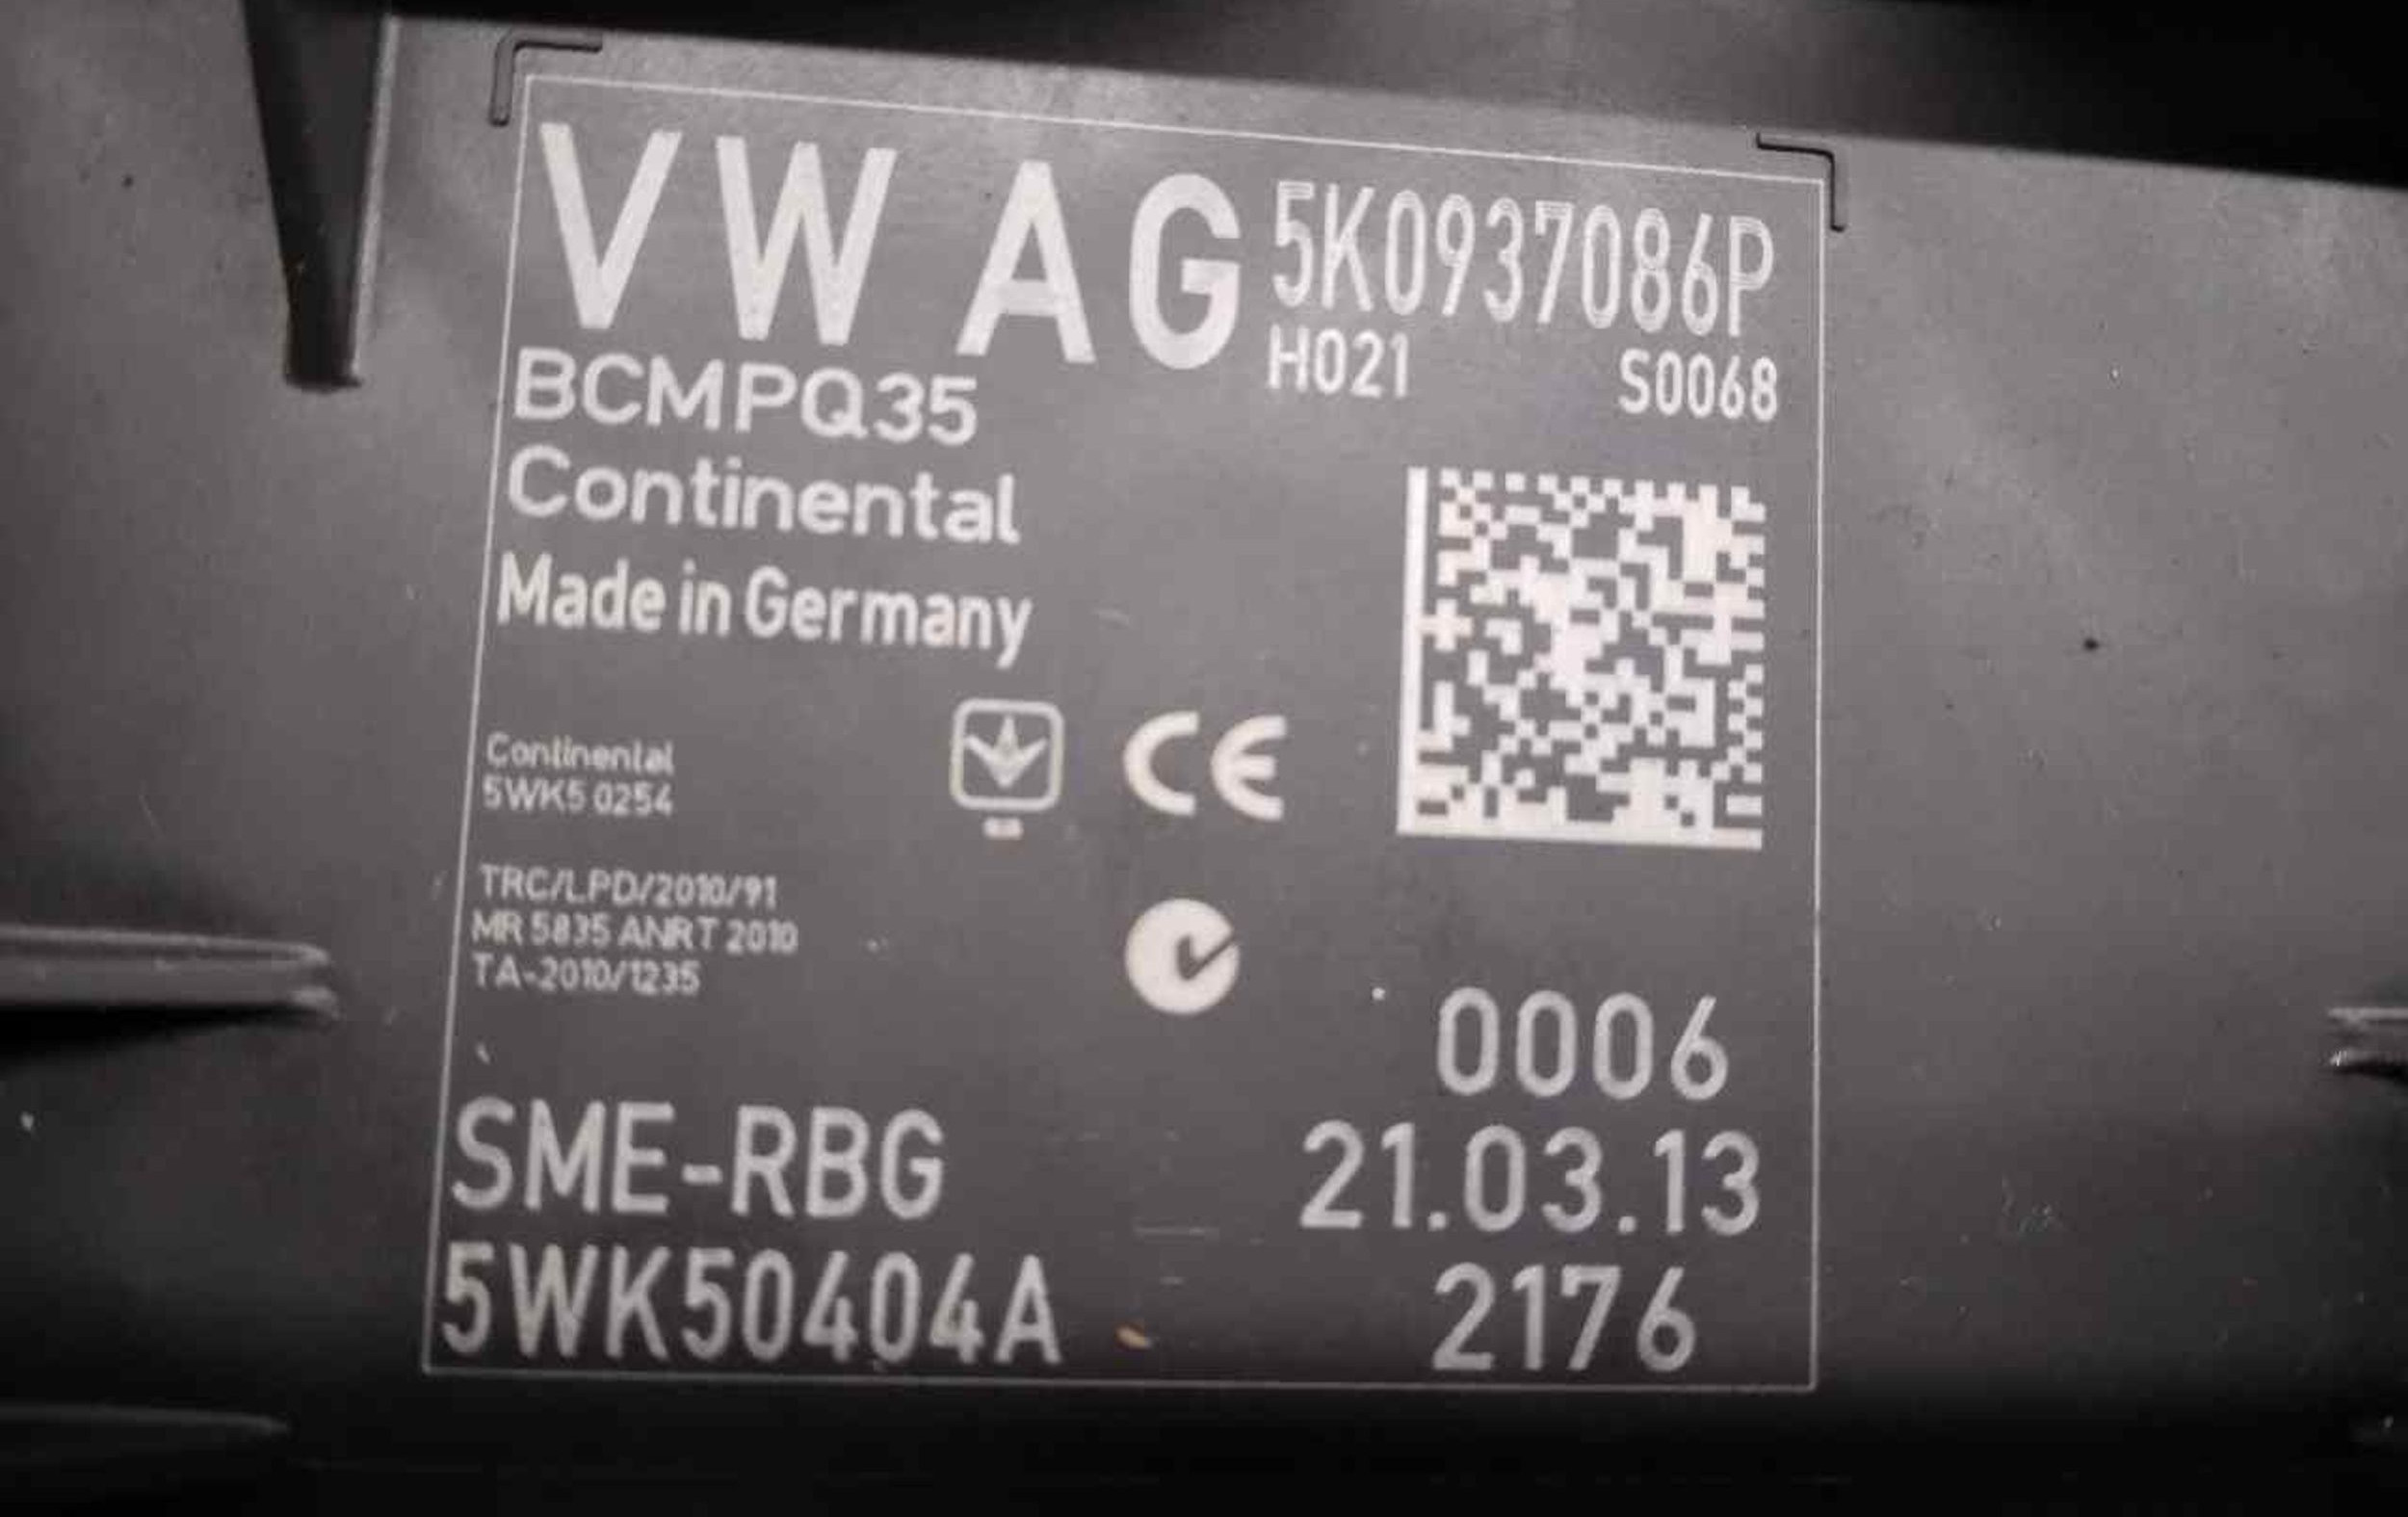 VW AG 5K0937086P
H021 S0068
BCMPQ35
Continental
Made in Germany
Continental
5WK5 0254
CE
TRC/LPD/2010/91
MR 5835 ANRT 2010
TA-2010/1235
0006
SME-RBG 21.03.13
5WK50404A 2176